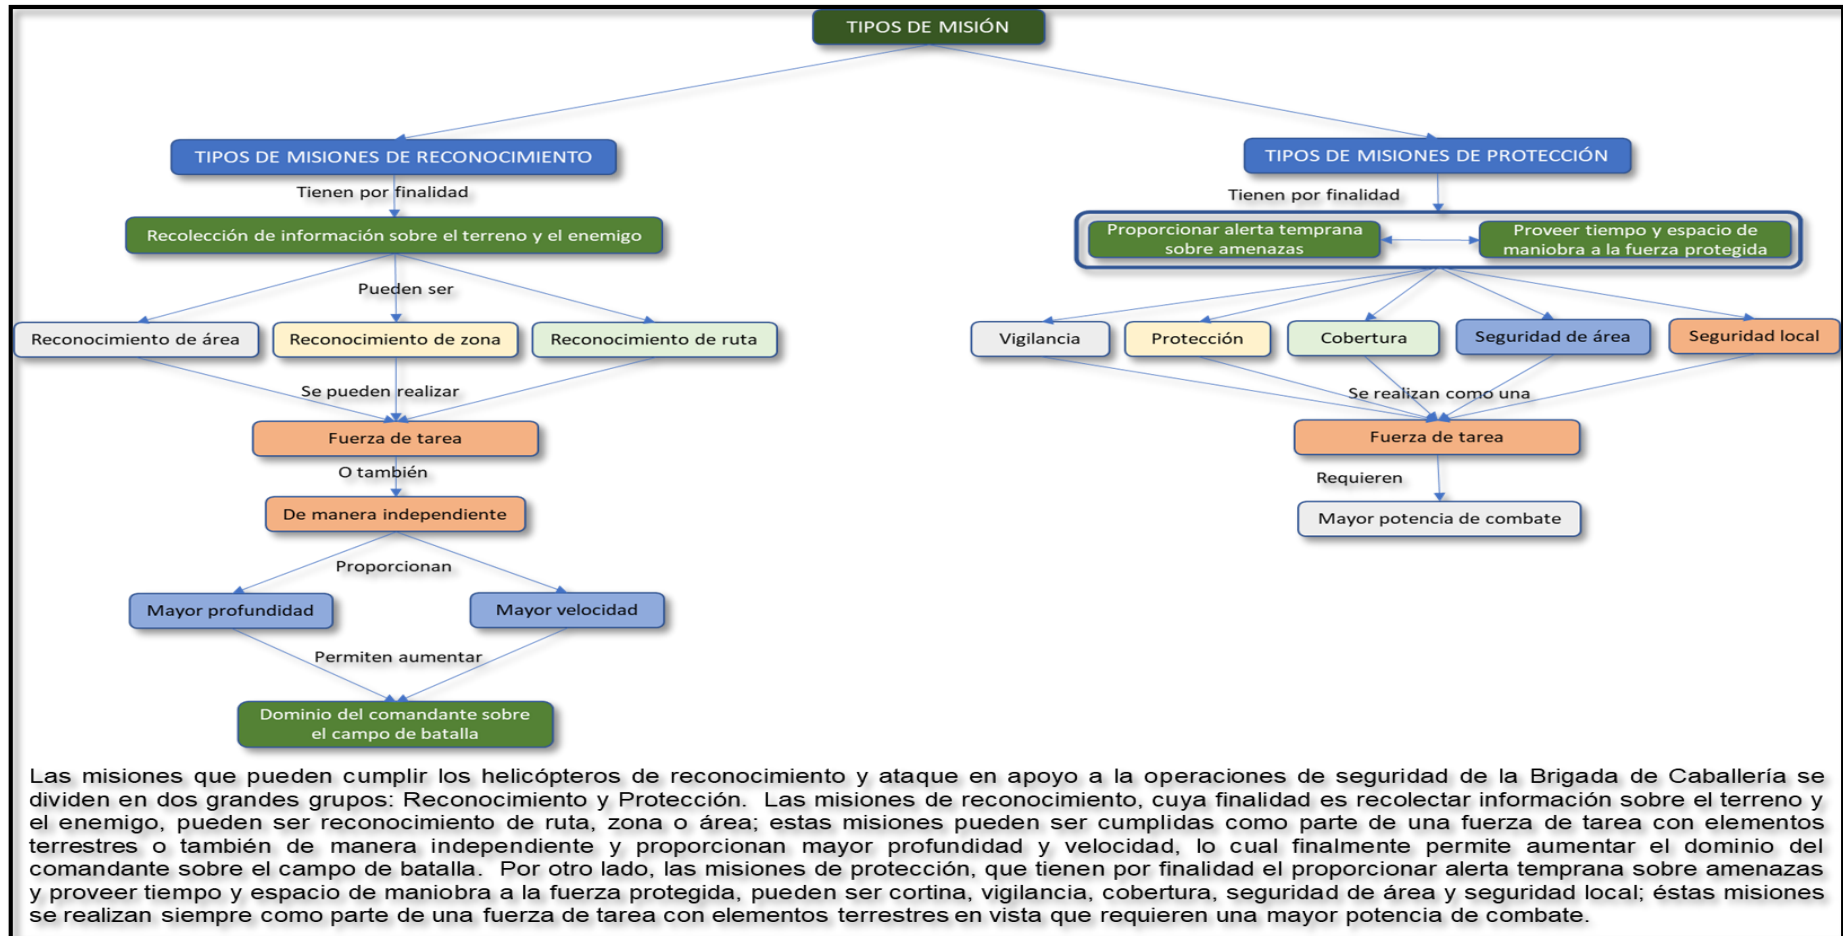 TIPOS DE MISIÓN
TIPOS DE MISIONES DE RECONOCIMIENTO
TIPOS DE MISIONES DE PROTECCIÓN
Tienen por finalidad
Tienen por finalidad
Recolección de información sobre el terreno y el enemigo
Proporcionar alerta temprana
sobre amenazas
Proveer tiempo y espacio de
maniobra a la fuerza protegida
Pueden ser
Reconocimiento de área
Reconocimiento de zona
Reconocimiento de ruta
Vigilancia
Protección
Cobertura
Seguridad de área
Seguridad local
Se pueden realizar
Se realizan como una
Fuerza de tarea
Fuerza de tarea
O también
Requieren
De manera independiente
Mayor potencia de combate
Proporcionan
Mayor profundidad
Mayor velocidad
Permiten aumentar
Dominio del comandante sobre
el campo de batalla
Las misiones que pueden cumplir los helicópteros de reconocimiento y ataque en apoyo a la operaciones de seguridad de la Brigada de Caballería se
dividen en dos grandes grupos: Reconocimiento y Protección. Las misiones de reconocimiento, cuya finalidad es recolectar información sobre el terreno y
el enemigo, pueden ser reconocimiento de ruta, zona o área; estas misiones pueden ser cumplidas como parte de una fuerza de tarea con elementos
terrestres o también de manera independiente y proporcionan mayor profundidad y velocidad, lo cual finalmente permite aumentar el dominio del
comandante sobre el campo de batalla. Por otro lado, las misiones de protección, que tienen por finalidad el proporcionar alerta temprana sobre amenazas
y proveer tiempo y espacio de maniobra a la fuerza protegida, pueden ser cortina, vigilancia, cobertura, seguridad de área y seguridad local; éstas misiones
se realizan siempre como parte de una fuerza de tarea con elementos terrestres en vista que requieren una mayor potencia de combate.